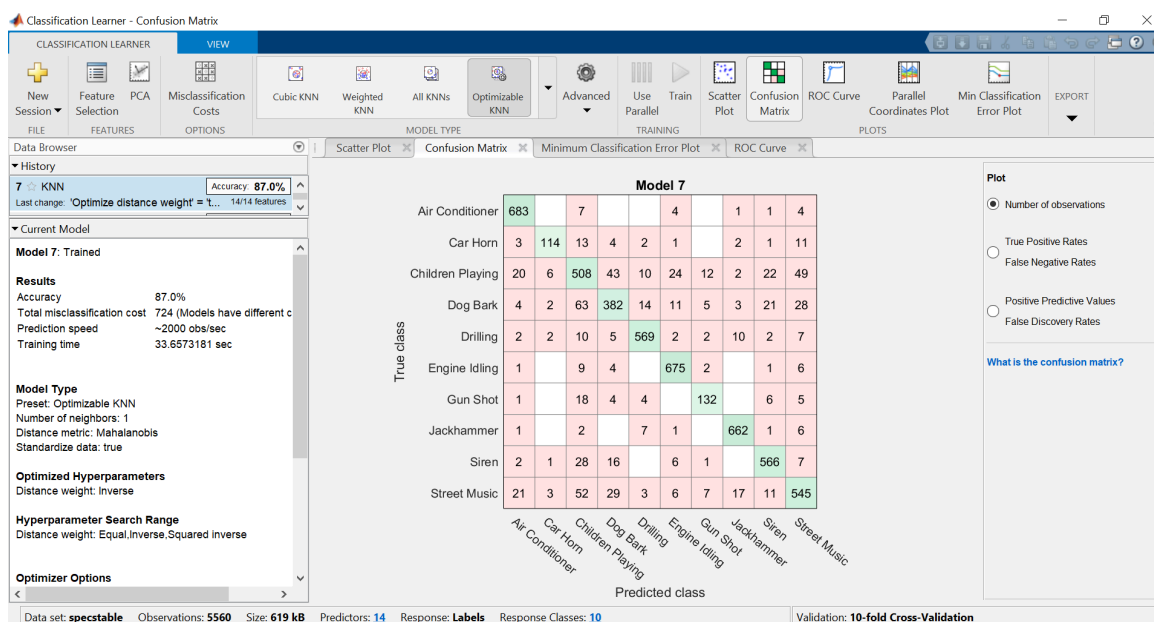 Classification Learner - Confusion Matrix
CLASSIFICATION LEARNER VIEW
New Session
Feature Selection
PCA
Misclassification Costs
Cubic KNN
Weighted KNN
All KNNs
Optimizable KNN
Advanced
Use Parallel
Train
Scatter Plot
Confusion Matrix
ROC Curve
Parallel Coordinates Plot
Min Classification Error Plot
EXPORT
FILE FEATURES OPTIONS MODEL TYPE TRAINING PLOTS
Data Browser
Scatter Plot Confusion Matrix Minimum Classification Error Plot ROC Curve
History
7 KNN Accuracy: 87.0%
Last change: 'Optimize distance weight' = 't... 14/14 features
Current Model
Model 7: Trained
Results
Accuracy 87.0%
Total misclassification cost 724 (Models have different c
Prediction speed ~2000 obs/sec
Training time 33.6573181 sec
Model Type
Preset: Optimizable KNN
Number of neighbors: 1
Distance metric: Mahalanobis
Standardize data: true
Optimized Hyperparameters
Distance weight: Inverse
Hyperparameter Search Range
Distance weight: Equal,Inverse,Squared inverse
Optimizer Options
Model 7
True class
Air Conditioner 683 7 4 1 1 4
Car Horn 3 114 13 4 2 1 2 1 11
Children Playing 20 6 508 43 10 24 12 2 22 49
Dog Bark 4 2 63 382 14 11 5 3 21 28
Drilling 2 2 10 5 569 2 2 10 2 7
Engine Idling 1 9 4 675 2 1 6
Gun Shot 1 18 4 4 132 6 5
Jackhammer 1 2 7 1 662 1 6
Siren 2 1 28 16 6 1 566 7
Street Music 21 3 52 29 3 6 7 17 11 545
Air Conditioner
Car Horn
Children Playing
Dog Bark
Drilling
Engine Idling
Gun Shot
Jackhammer
Siren
Street Music
Predicted class
Plot
Number of observations
True Positive Rates
False Negative Rates
Positive Predictive Values
False Discovery Rates
What is the confusion matrix?
Data set: specstable Observations: 5560 Size: 619 kB Predictors: 14 Response: Labels Response Classes: 10 Validation: 10-fold Cross-Validation